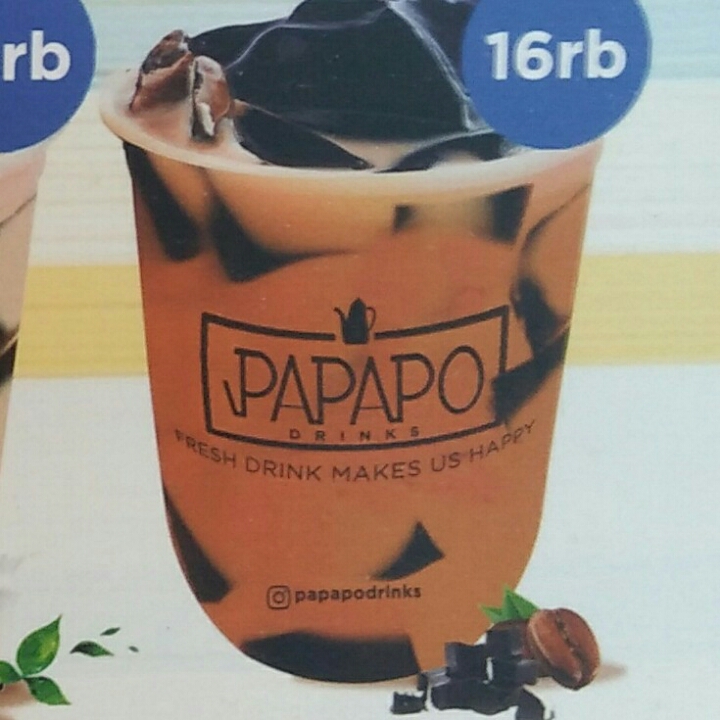 rb
16rb
PAPAPO
DRINKS
FRESH DRINK MAKES US HAPPY
papapodrinks